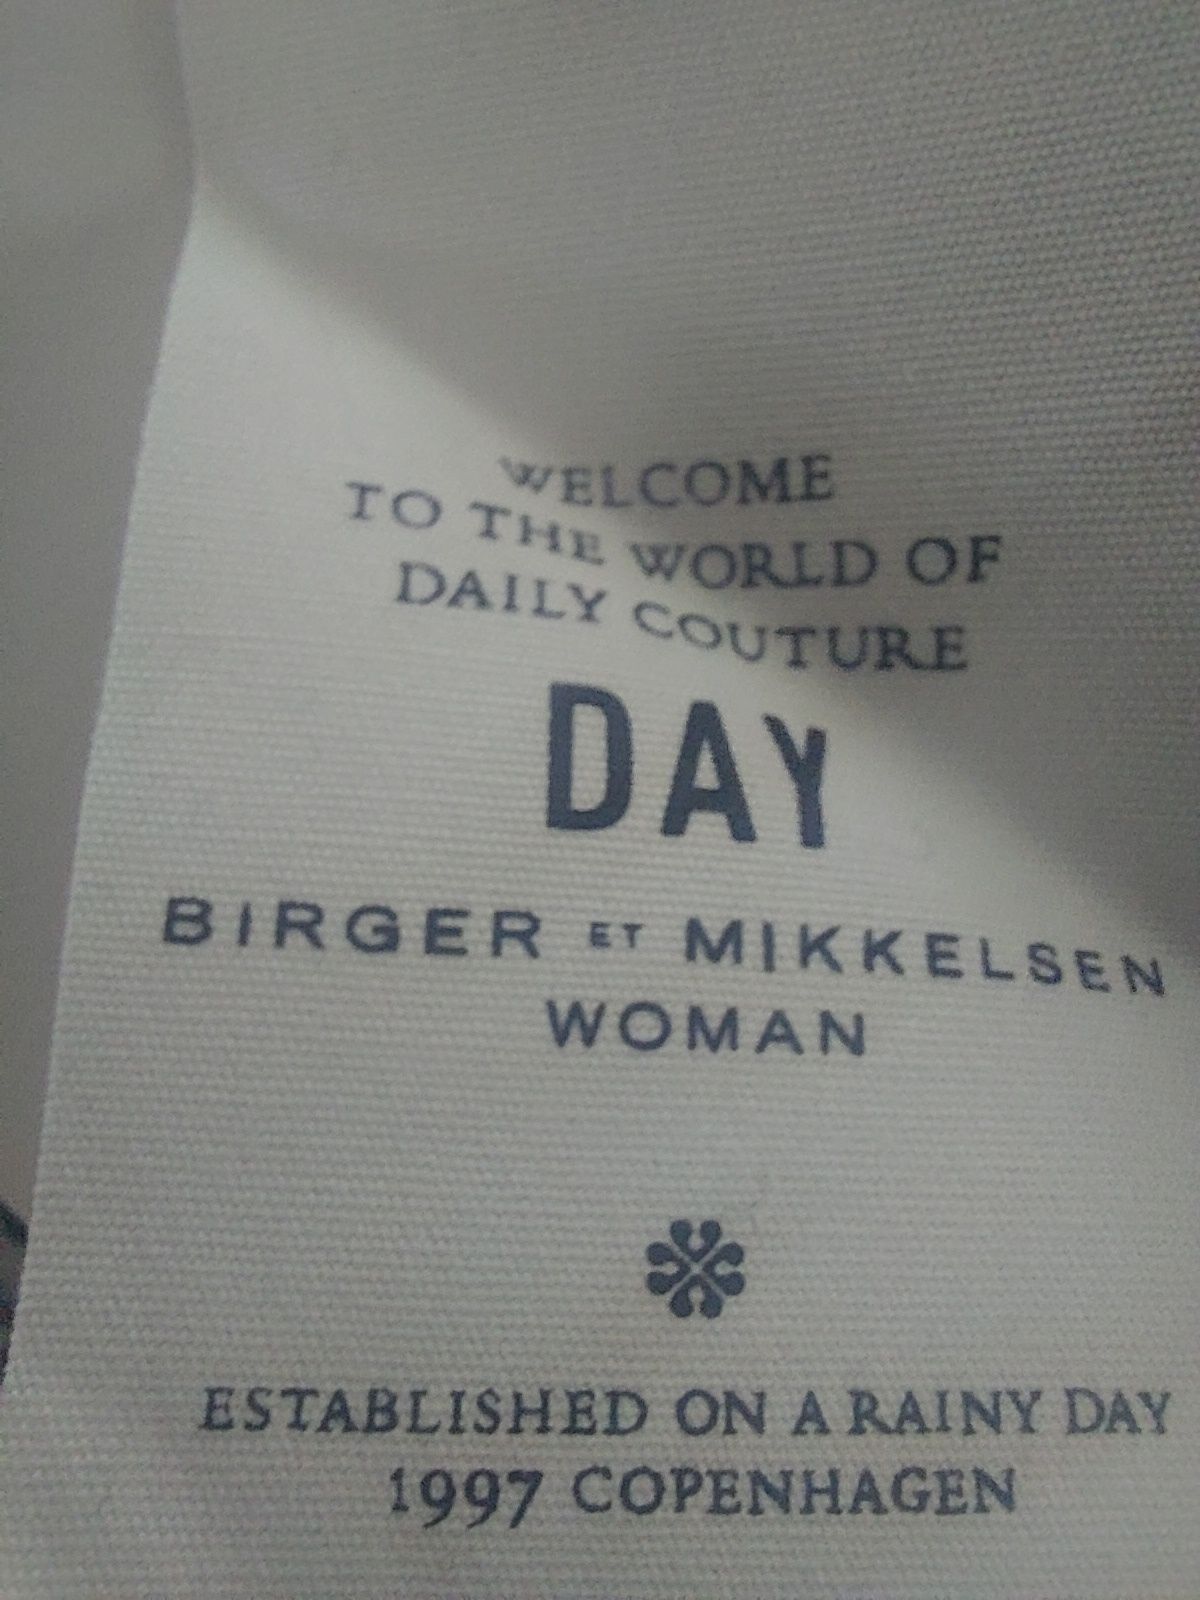 WELCOME
TO THE WORLD OF
DAILY COUTURE
DAY
BIRGER ET MIKKELSEN
WOMAN
ESTABLISHED ON A RAINY DAY
1997 COPENHAGEN